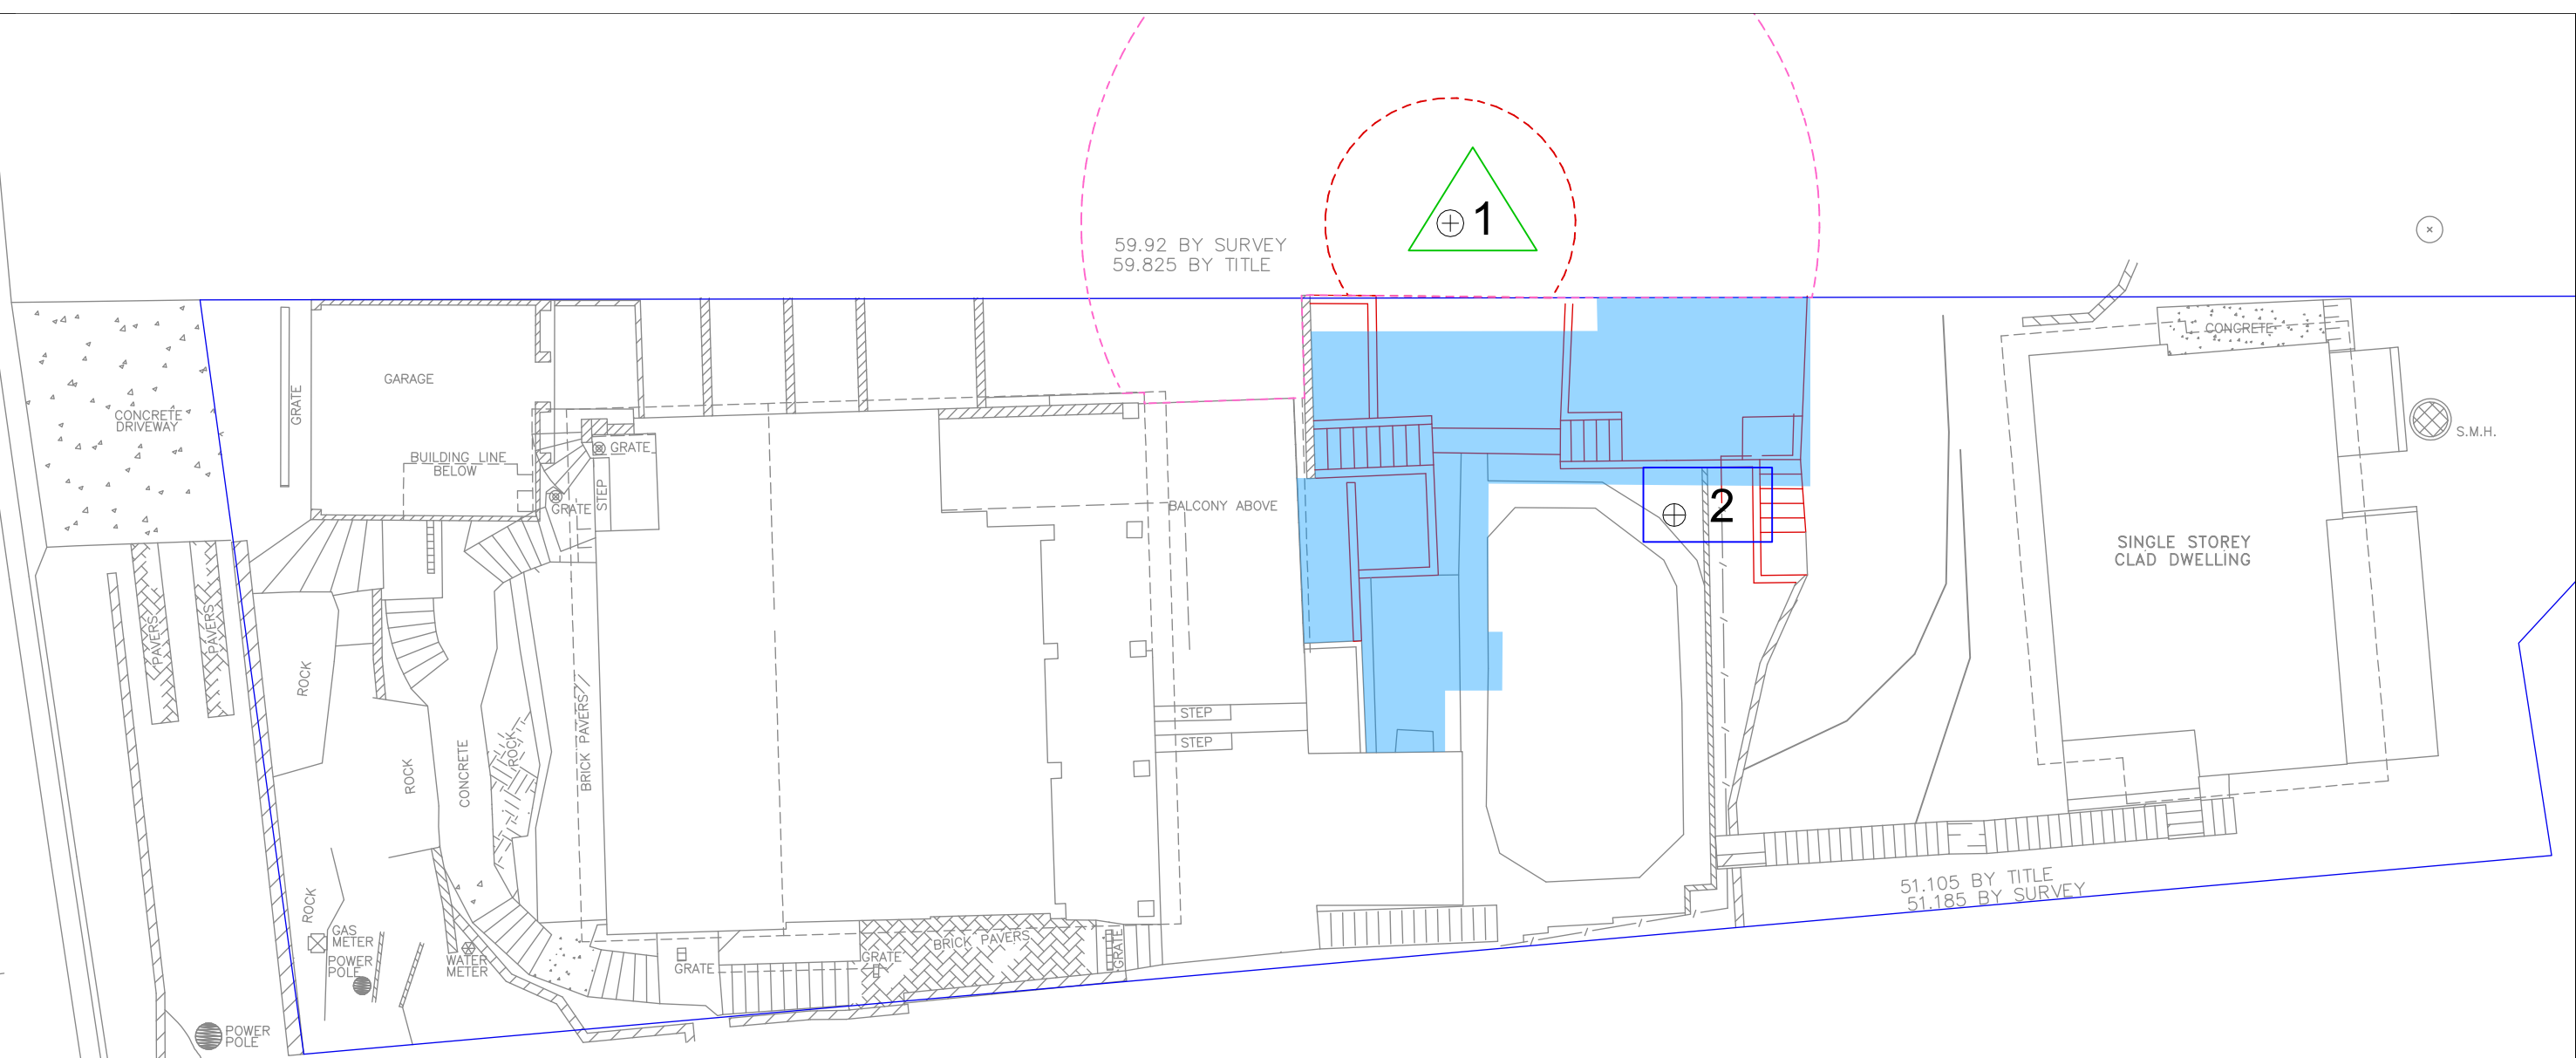 1
59.92 BY SURVEY
59.825 BY TITLE
CONCRETE
GARAGE
GRATE
CONCRETE
DRIVEWAY
S.M.H.
GRATE
BUILDING LINE
BELOW
STEP
GRATE
BALCONY ABOVE
2
SINGLE STOREY
CLAD DWELLING
PAVERS
PAVERS
ROCK
STEP
BRICK PAVERS
STEP
ROCK
ROCK
CONCRETE
51.105 BY TITLE
51.185 BY SURVEY
ROCK
GAS
METER
BRICK PAVERS
GRATE
GRATE
POWER
POLE
WATER
METER
GRATE
POWER
POLE